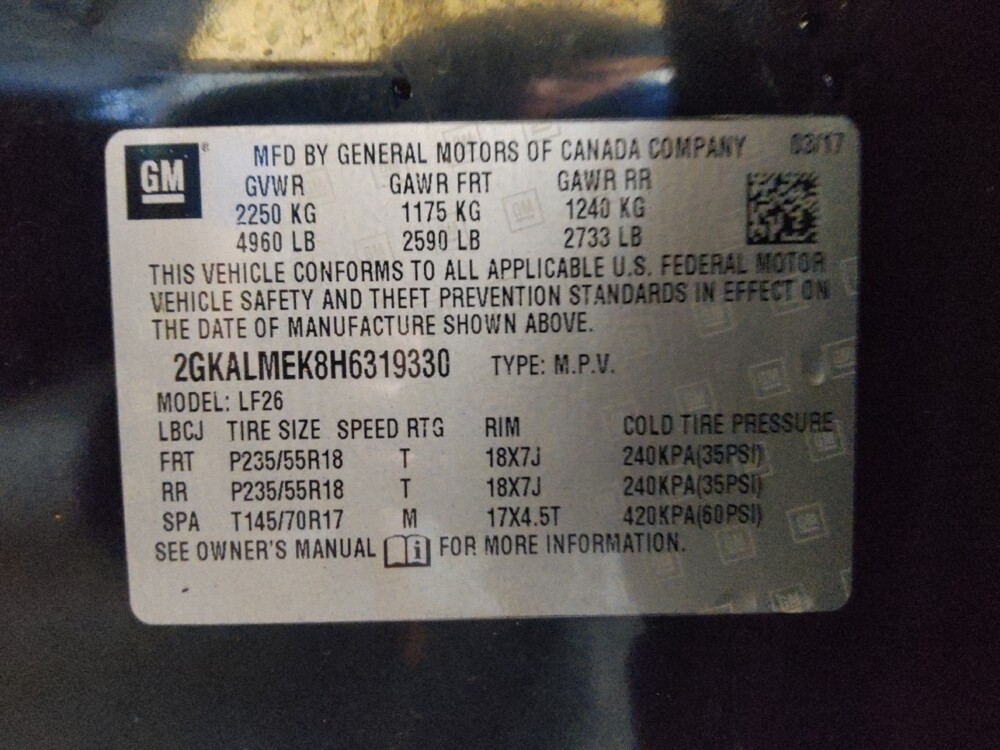 GM ® MFD BY GENERAL MOTORS OF CANADA COMPANY 03/17
GVWR GAWR FRT GAWR RR
2250 KG 1175 KG 1240 KG
4960 LB 2590 LB 2733 LB
THIS VEHICLE CONFORMS TO ALL APPLICABLE U.S. FEDERAL MOTOR
VEHICLE SAFETY AND THEFT PREVENTION STANDARDS IN EFFECT ON
THE DATE OF MANUFACTURE SHOWN ABOVE.
2GKALMEK8H6319330 TYPE: M.P.V.
MODEL: LF26
LBCJ TIRE SIZE SPEED RTG RIM COLD TIRE PRESSURE
FRT P235/55R18 T 18X7J 240KPA(35PSI)
RR P235/55R18 T 18X7J 240KPA(35PSI)
SPA T145/70R17 M 17X4.5T 420KPA(60PSI)
SEE OWNER'S MANUAL i FOR MORE INFORMATION.